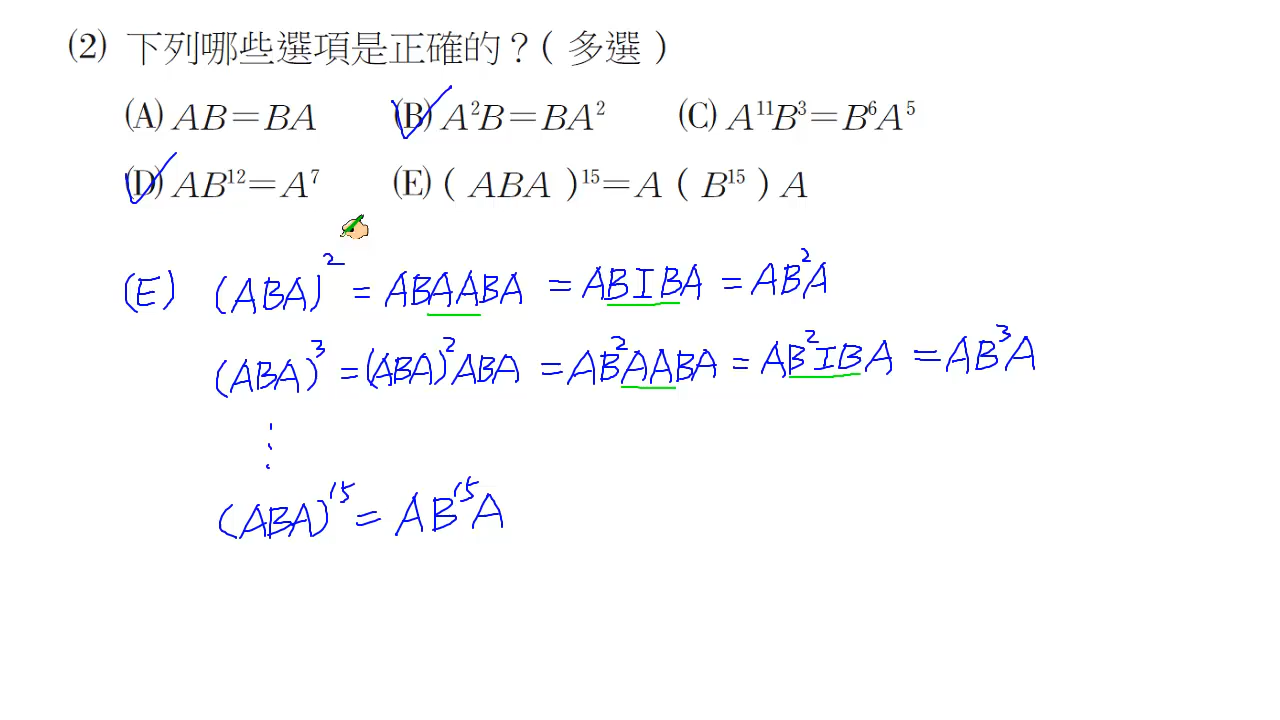 (2) 下列哪些選項是正確的?(多選)
(A) AB=BA (B) A²B=BA² (C) A¹¹B³=B⁶A⁵
(D) AB¹²=A⁷ (E) (ABA)¹⁵=A(B¹⁵)A
(E) (ABA)² = ABAABA = ABIBA = AB²A
(ABA)³ = (ABA)²ABA = AB²AABA = AB²IBA = AB³A
⋮
(ABA)¹⁵ = AB¹⁵A